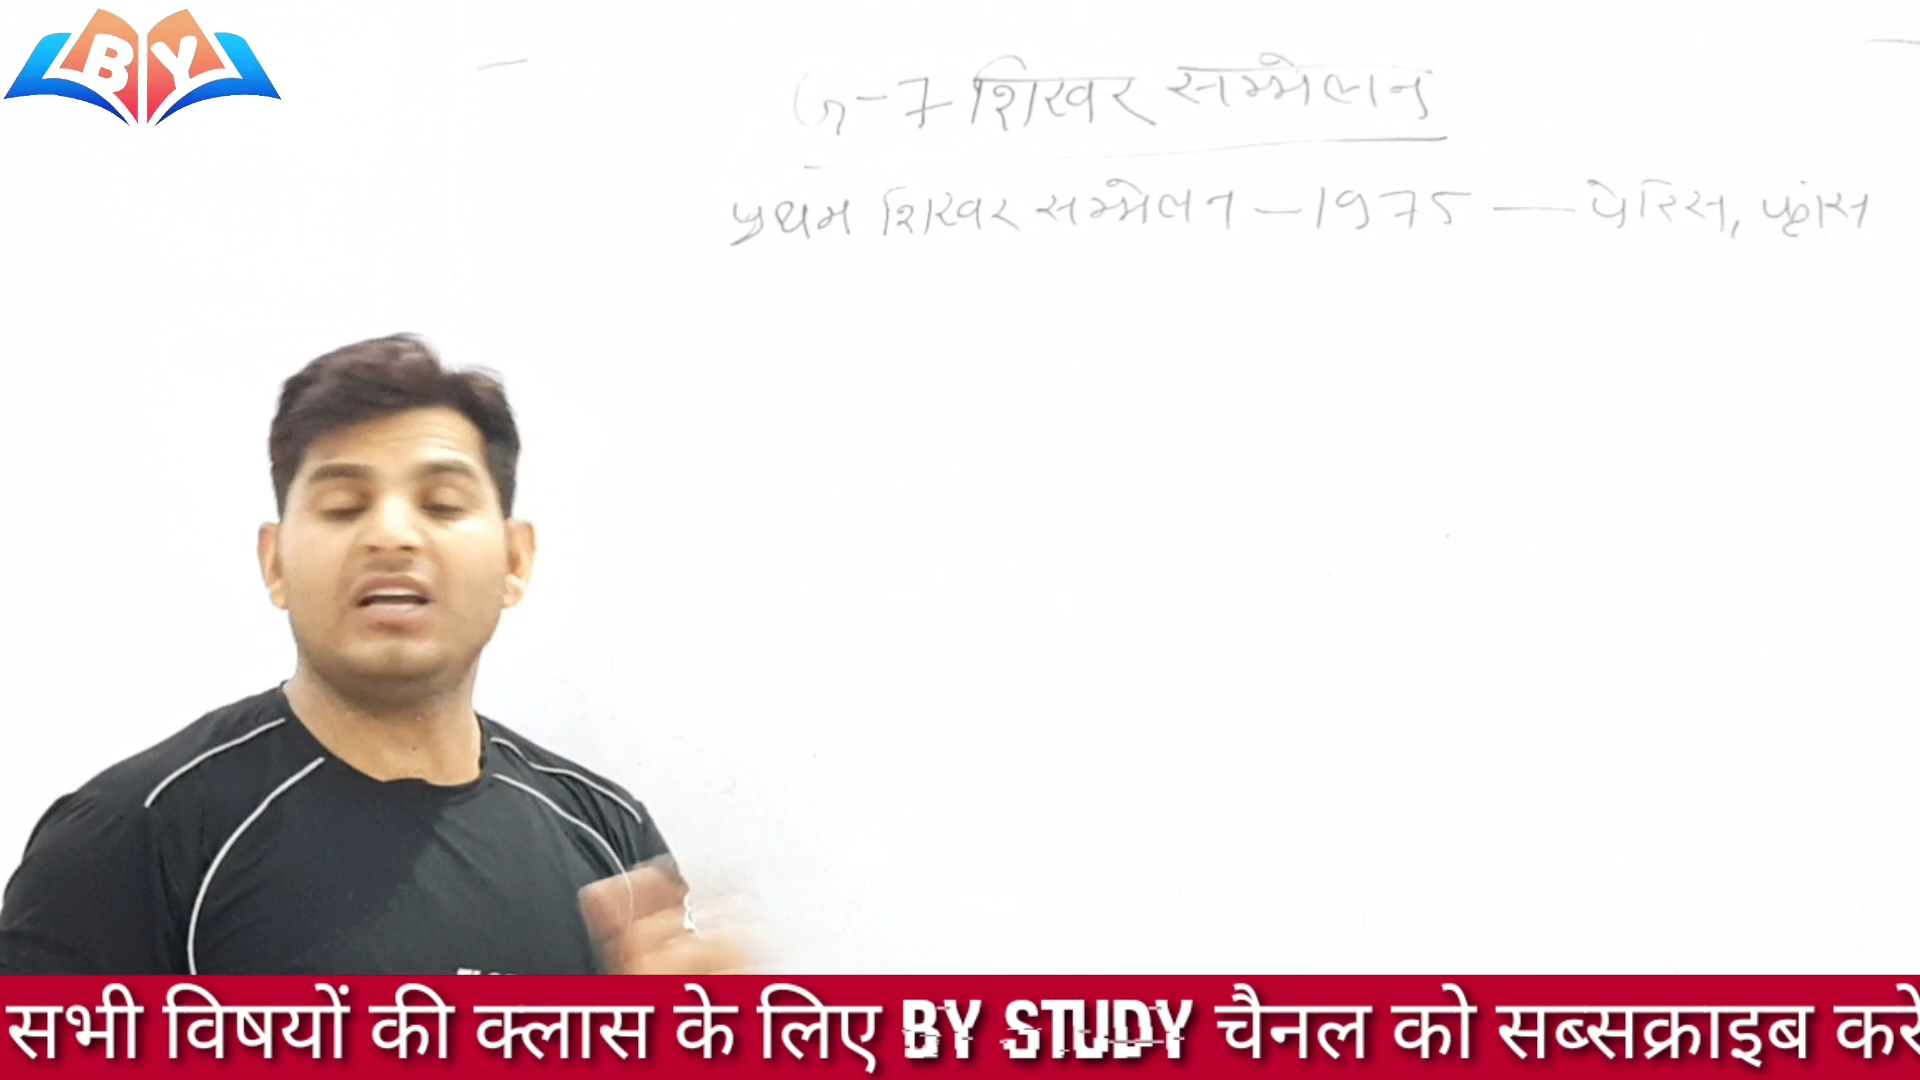 BY
G-7 शिखर सम्मेलन
प्रथम शिखर सम्मेलन - 1975 — पेरिस, फ्रांस
सभी विषयों की क्लास के लिए BY STUDY चैनल को सब्सक्राइब करे